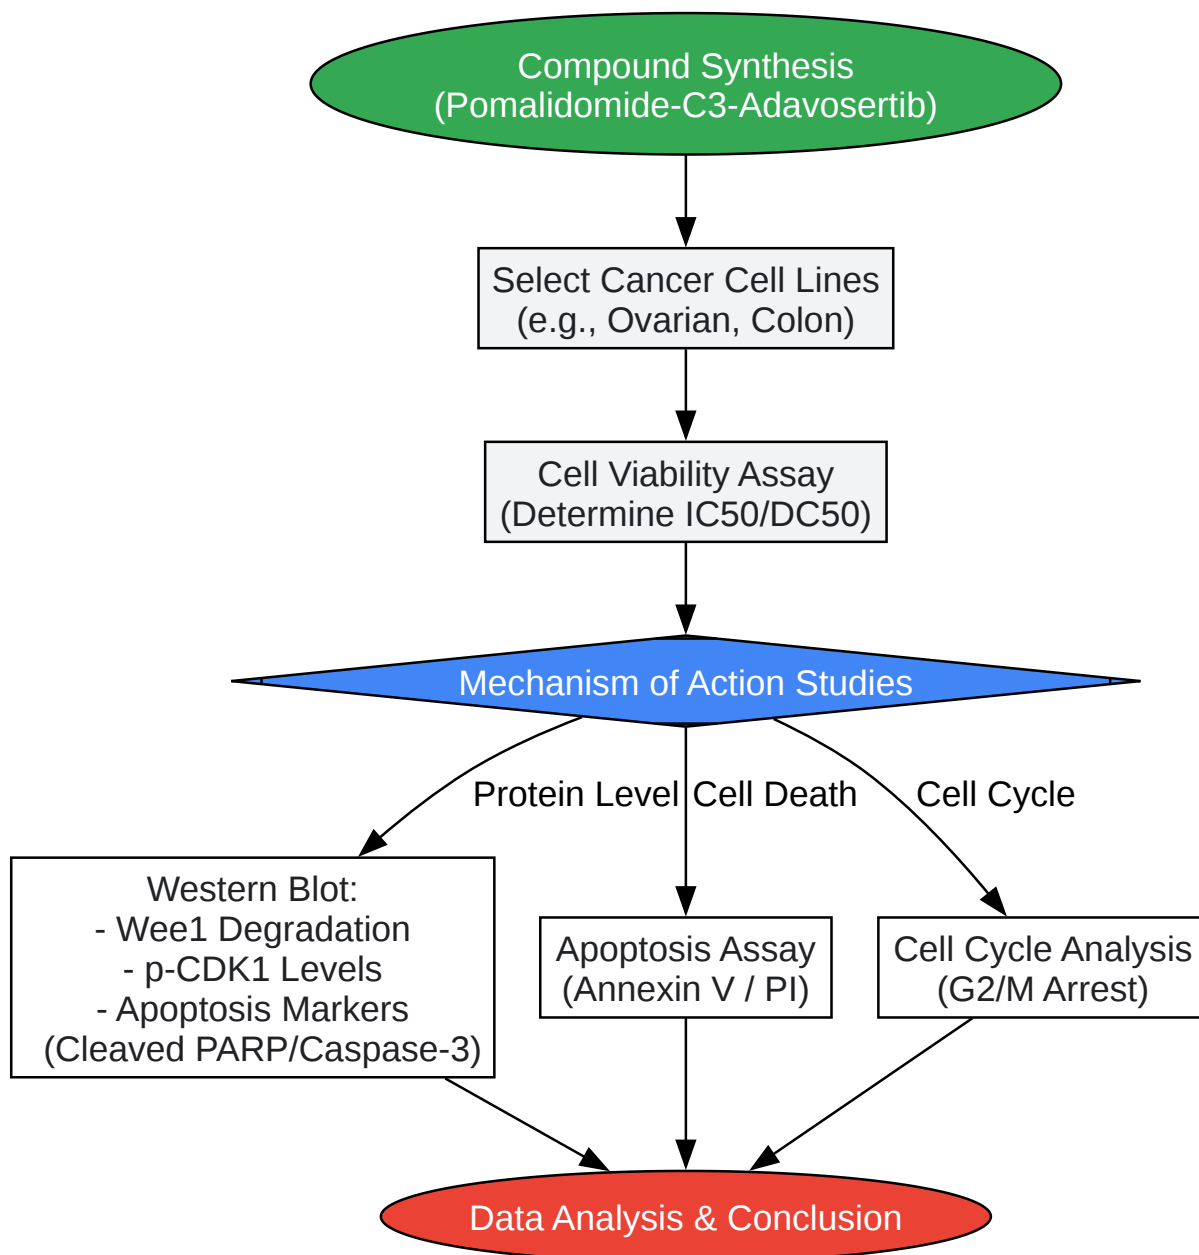 Compound Synthesis
(Pomalidomide-C3-Adavosertib)
Select Cancer Cell Lines
(e.g., Ovarian, Colon)
Cell Viability Assay
(Determine IC50/DC50)
Mechanism of Action Studies
Protein Level
Cell Death
Cell Cycle
Western Blot:
- Wee1 Degradation
- p-CDK1 Levels
- Apoptosis Markers
(Cleaved PARP/Caspase-3)
Apoptosis Assay
(Annexin V / PI)
Cell Cycle Analysis
(G2/M Arrest)
Data Analysis & Conclusion